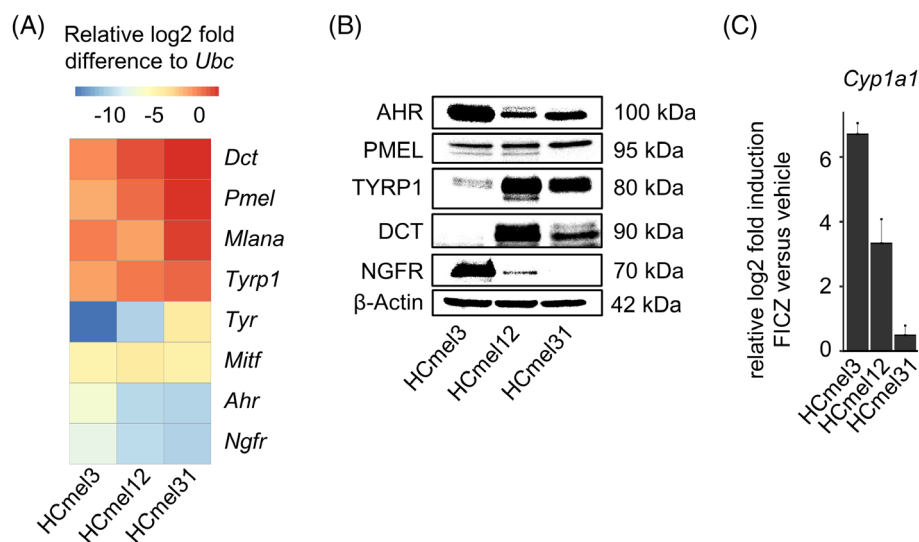 (A)
Relative log2 fold
difference to Ubc
-10 -5 0
Dct
Pmel
Mlana
Tyrp1
Tyr
Mitf
Ahr
Ngfr
HCmel3
HCmel12
HCmel31
(B)
AHR 100 kDa
PMEL 95 kDa
TYRP1 80 kDa
DCT 90 kDa
NGFR 70 kDa
β-Actin 42 kDa
HCmel3
HCmel12
HCmel31
(C)
Cyp1a1
relative log2 fold induction
FICZ versus vehicle
6
4
2
0
HCmel3
HCmel12
HCmel31